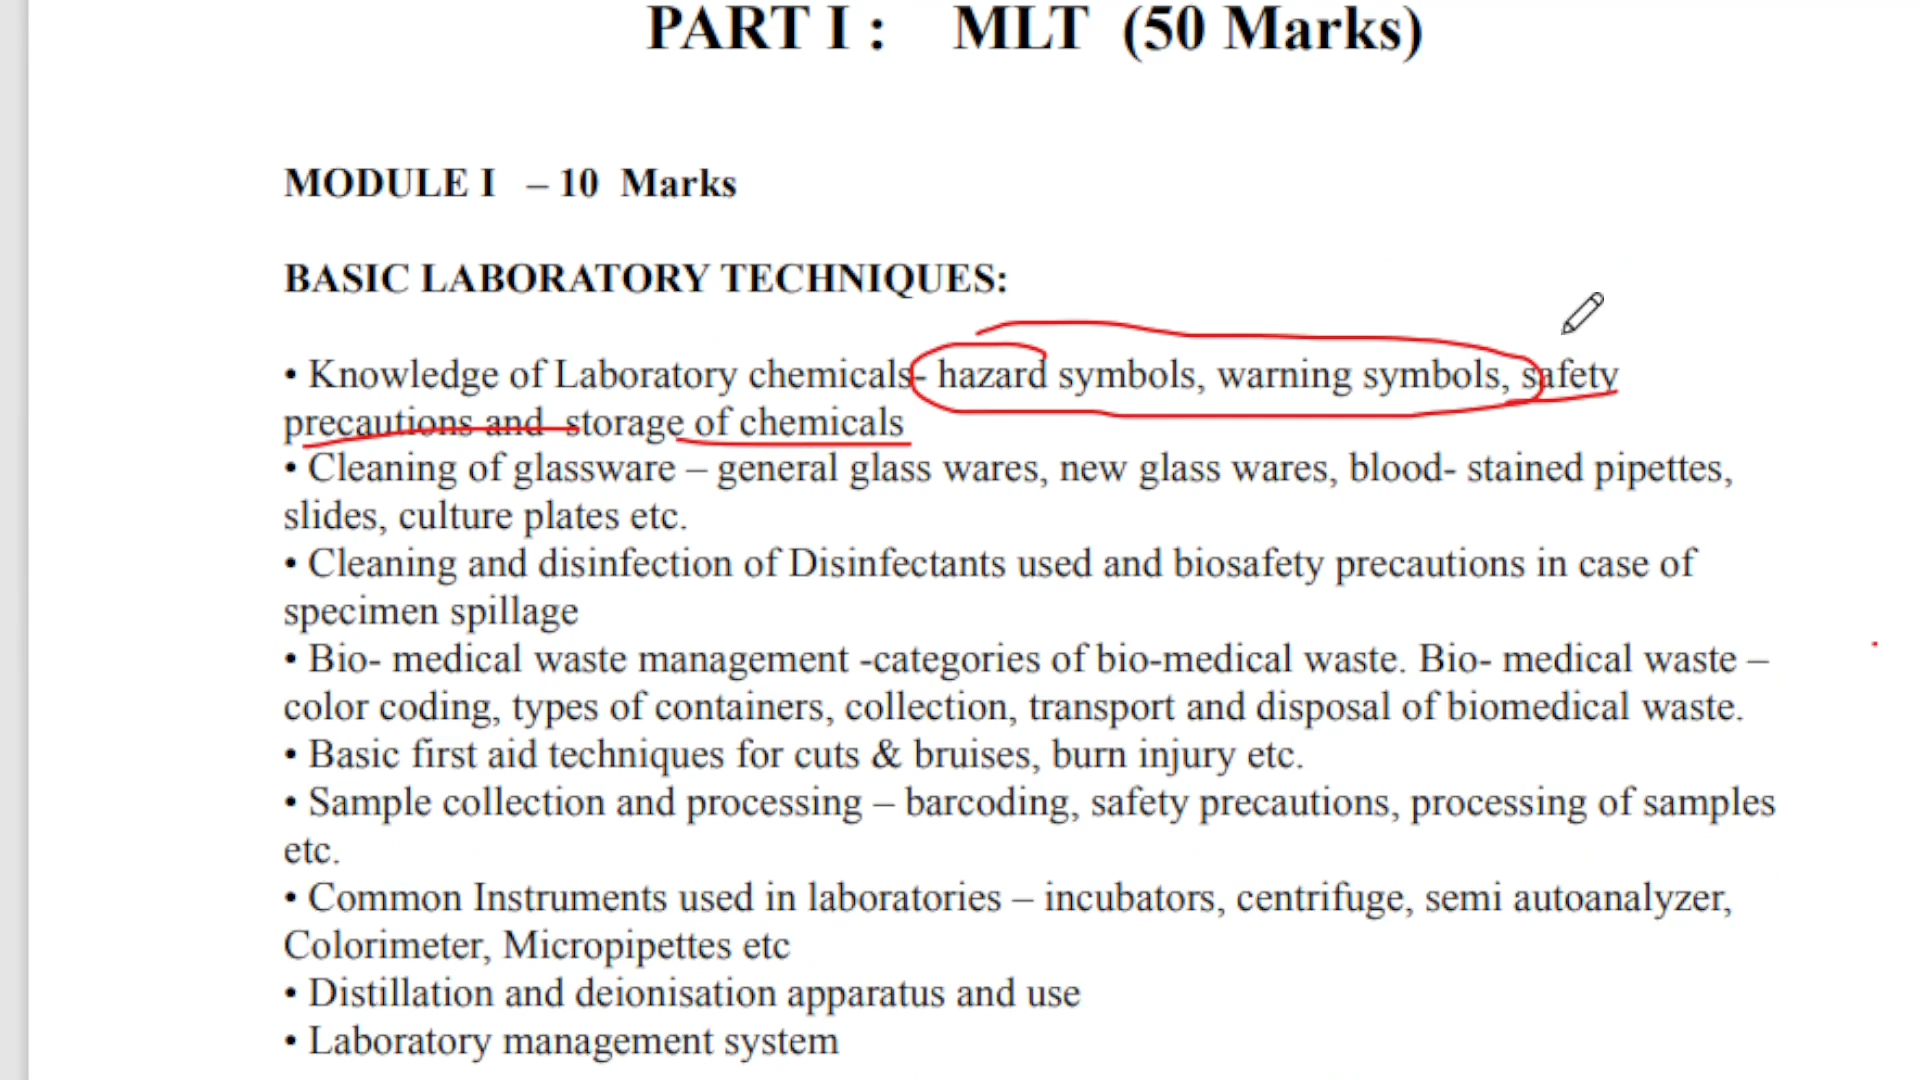 PART I : MLT (50 Marks)
MODULE I – 10 Marks
BASIC LABORATORY TECHNIQUES:
• Knowledge of Laboratory chemicals- hazard symbols, warning symbols, safety
precautions and storage of chemicals
• Cleaning of glassware – general glass wares, new glass wares, blood- stained pipettes,
slides, culture plates etc.
• Cleaning and disinfection of Disinfectants used and biosafety precautions in case of
specimen spillage
• Bio- medical waste management -categories of bio-medical waste. Bio- medical waste –
color coding, types of containers, collection, transport and disposal of biomedical waste.
• Basic first aid techniques for cuts & bruises, burn injury etc.
• Sample collection and processing – barcoding, safety precautions, processing of samples
etc.
• Common Instruments used in laboratories – incubators, centrifuge, semi autoanalyzer,
Colorimeter, Micropipettes etc
• Distillation and deionisation apparatus and use
• Laboratory management system